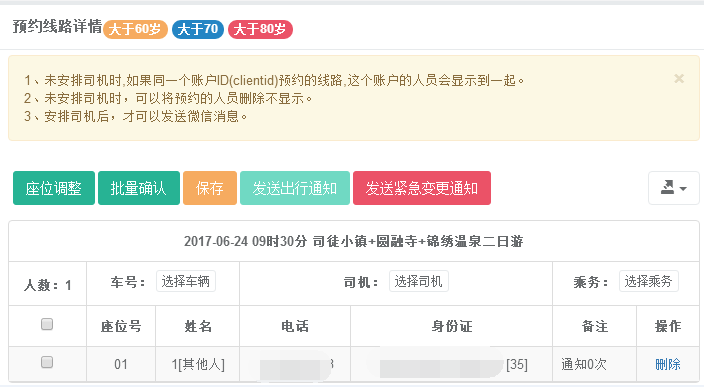 预约线路详情 大于60岁 大于70 大于80岁
1、未安排司机时,如果同一个账户ID(clientid)预约的线路,这个账户的人员会显示到一起。 ×
2、未安排司机时，可以将预约的人员删除不显示。
3、安排司机后，才可以发送微信消息。
座位调整 批量确认 保存 发送出行通知 发送紧急变更通知
2017-06-24 09时30分 司徒小镇+圆融寺+锦绣温泉二日游
人数：1 车号： 选择车辆 司机： 选择司机 乘务： 选择乘务
座位号 姓名 电话 身份证 备注 操作
01 1[其他人] [35] 通知0次 删除